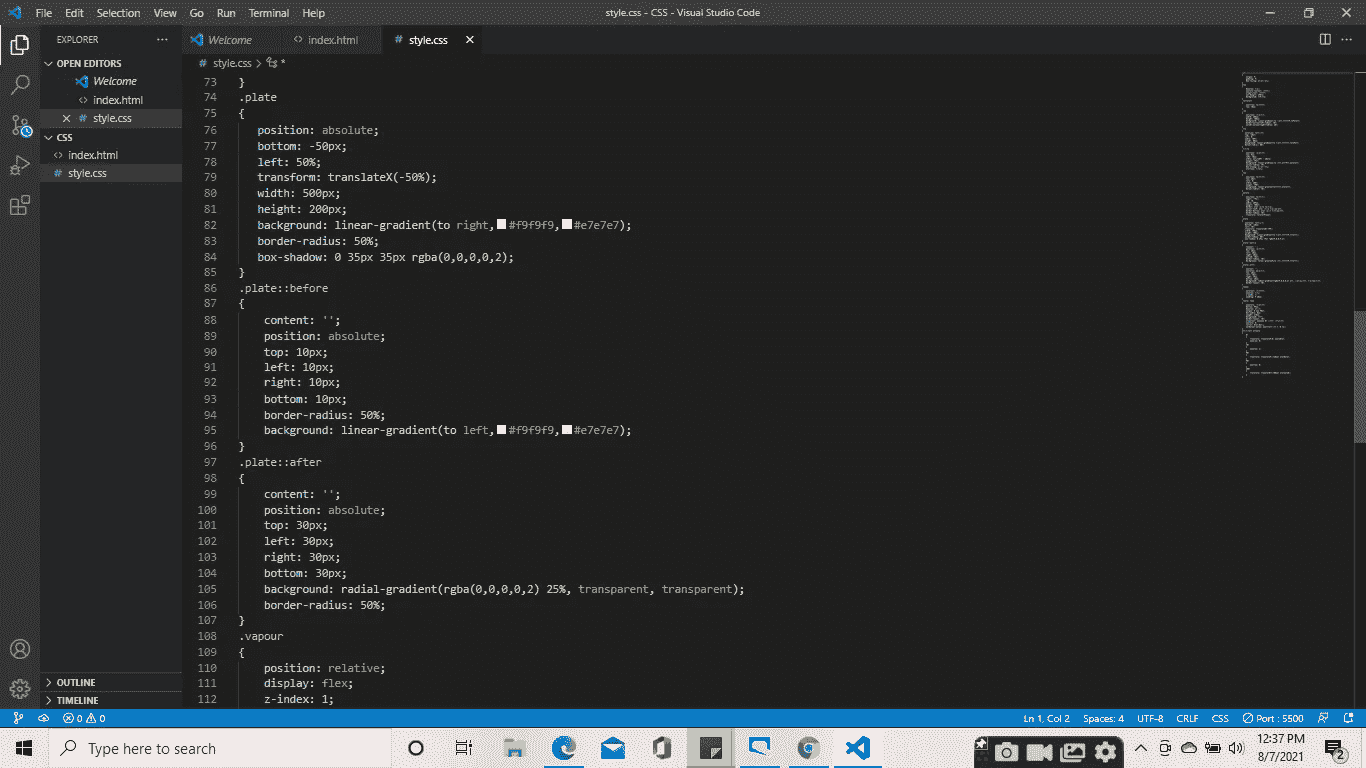 File Edit Selection View Go Run Terminal Help style.css - CSS - Visual Studio Code
EXPLORER
OPEN EDITORS
Welcome
index.html
style.css
CSS
index.html
style.css
OUTLINE
TIMELINE
Welcome index.html style.css
style.css > *
73 }
74 .plate
75 {
76 position: absolute;
77 bottom: -50px;
78 left: 50%;
79 transform: translateX(-50%);
80 width: 500px;
81 height: 200px;
82 background: linear-gradient(to right,#f9f9f9,#e7e7e7);
83 border-radius: 50%;
84 box-shadow: 0 35px 35px rgba(0,0,0,0,2);
85 }
86 .plate::before
87 {
88 content: '';
89 position: absolute;
90 top: 10px;
91 left: 10px;
92 right: 10px;
93 bottom: 10px;
94 border-radius: 50%;
95 background: linear-gradient(to left,#f9f9f9,#e7e7e7);
96 }
97 .plate::after
98 {
99 content: '';
100 position: absolute;
101 top: 30px;
102 left: 30px;
103 right: 30px;
104 bottom: 30px;
105 background: radial-gradient(rgba(0,0,0,0,2) 25%, transparent, transparent);
106 border-radius: 50%;
107 }
108 .vapour
109 {
110 position: relative;
111 display: flex;
112 z-index: 1;
0 0 Ln 1, Col 2 Spaces: 4 UTF-8 CRLF CSS Port : 5500
Type here to search
12:37 PM
8/7/2021
2